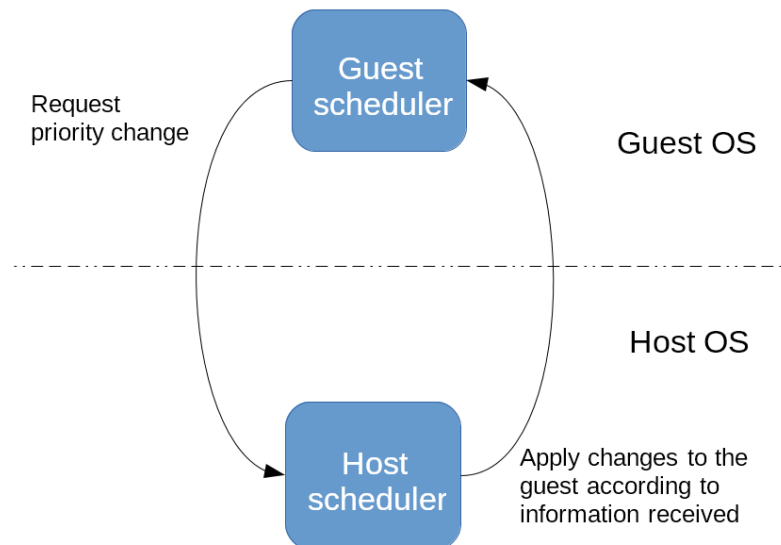 Guest
scheduler
Request
priority change
Guest OS
Host OS
Host
scheduler
Apply changes to the
guest according to
information received